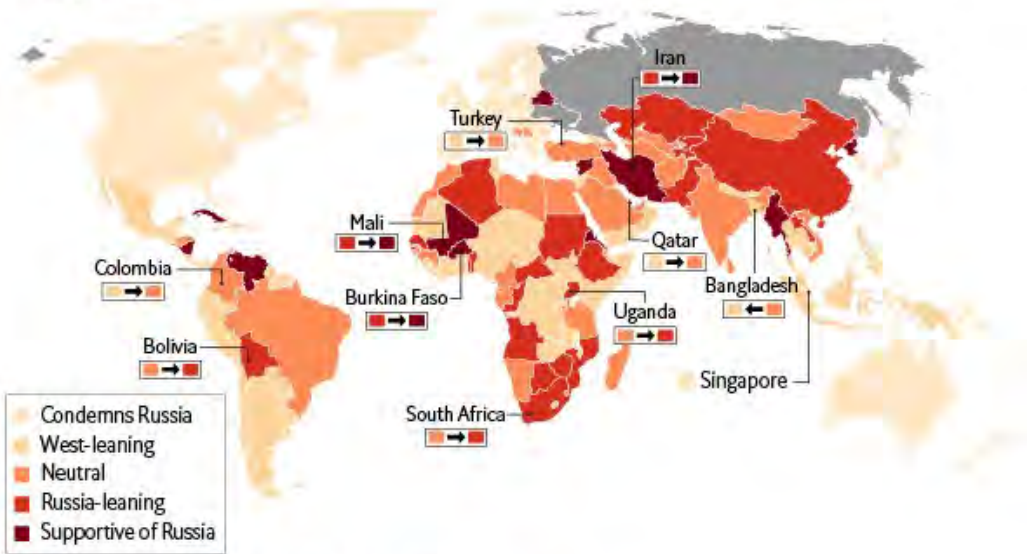 Iran
Turkey
Mali
Qatar
Colombia
Burkina Faso
Uganda
Bangladesh
Bolivia
Singapore
South Africa
Condemns Russia
West-leaning
Neutral
Russia-leaning
Supportive of Russia